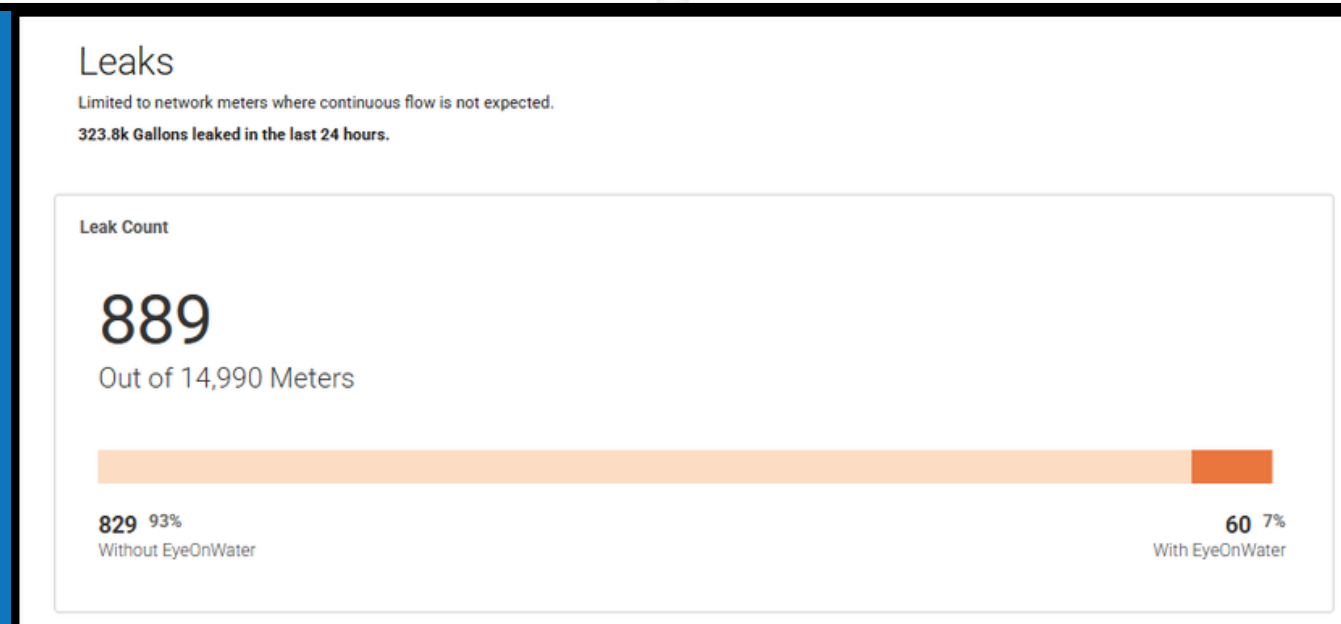 Leaks
Limited to network meters where continuous flow is not expected.
323.8k Gallons leaked in the last 24 hours.
Leak Count
889
Out of 14,990 Meters
829 93%
Without EyeOnWater
60 7%
With EyeOnWater